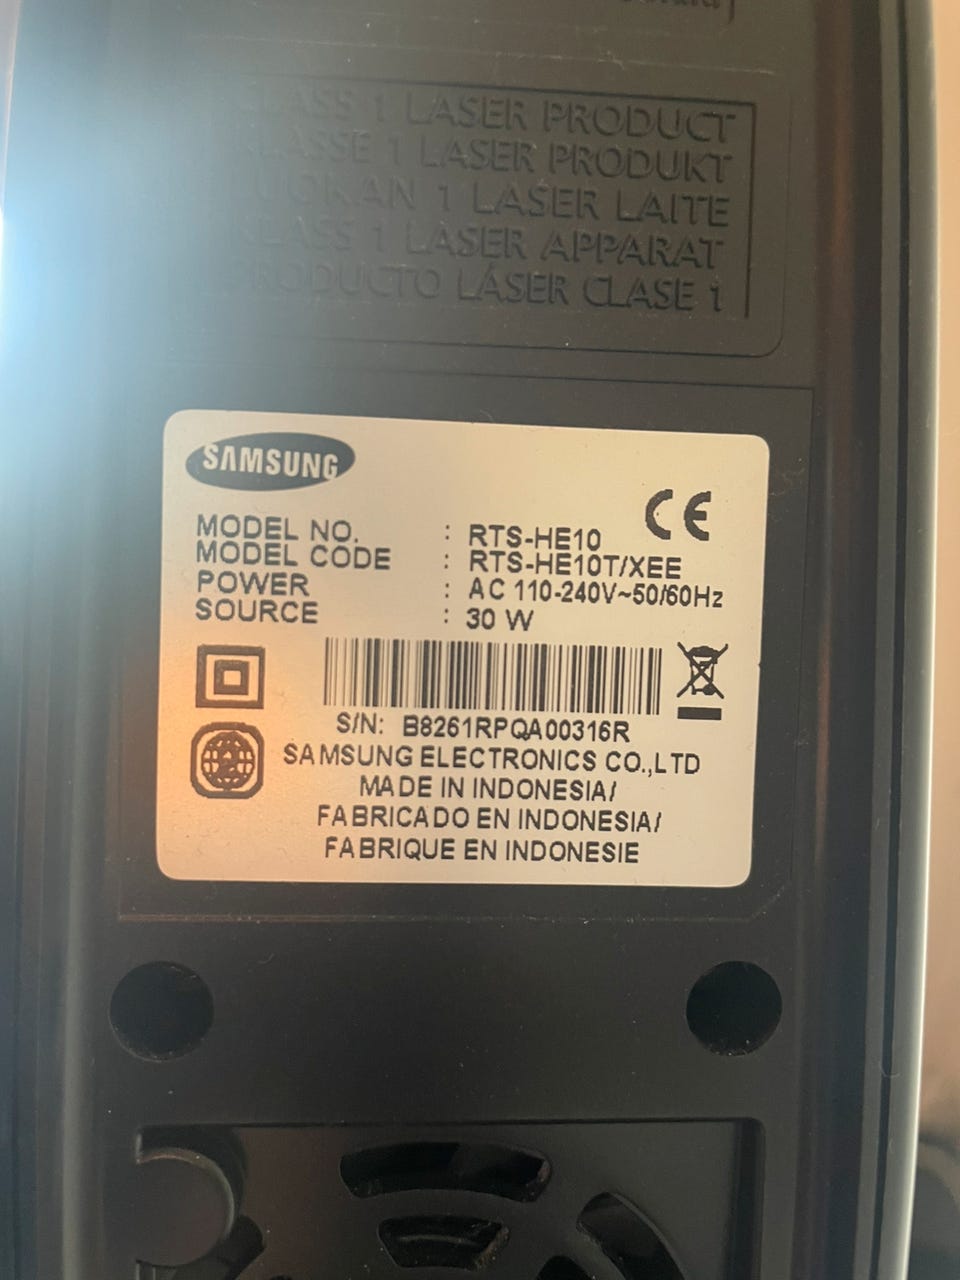 CLASS 1 LASER PRODUCT
KLASSE 1 LASER PRODUKT
LUOKAN 1 LASER LAITE
KLASS 1 LASER APPARAT
PRODUCTO LÁSER CLASE 1
SAMSUNG
CE
MODEL NO. : RTS-HE10
MODEL CODE : RTS-HE10T/XEE
POWER : AC 110-240V~50/60Hz
SOURCE : 30 W
S/N: B8261RPQA00316R
SAMSUNG ELECTRONICS CO.,LTD
2
MADE IN INDONESIA/
FABRICADO EN INDONESIA/
FABRIQUE EN INDONESIE